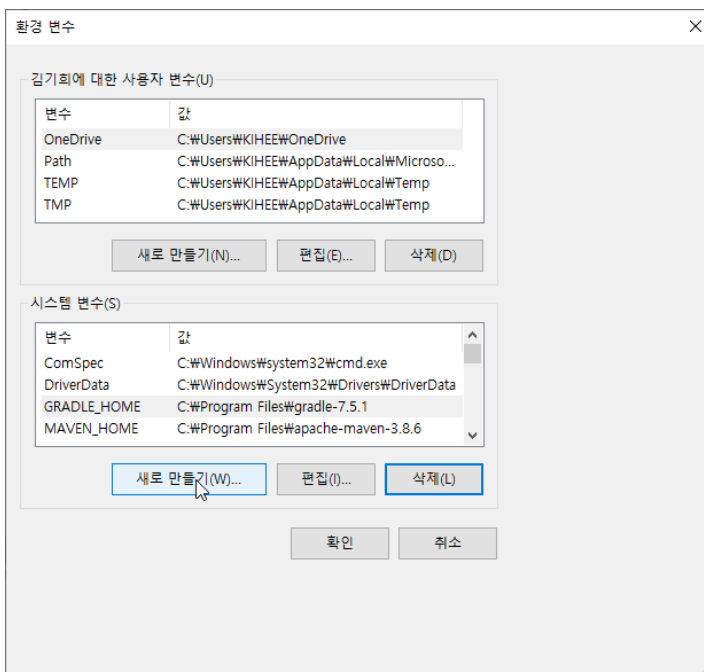 환경 변수
김기희에 대한 사용자 변수(U)
변수 값
OneDrive C:₩Users₩KIHEE₩OneDrive
Path C:₩Users₩KIHEE₩AppData₩Local₩Microso...
TEMP C:₩Users₩KIHEE₩AppData₩Local₩Temp
TMP C:₩Users₩KIHEE₩AppData₩Local₩Temp
새로 만들기(N)... 편집(E)... 삭제(D)
시스템 변수(S)
변수 값
ComSpec C:₩Windows₩system32₩cmd.exe
DriverData C:₩Windows₩System32₩Drivers₩DriverData
GRADLE_HOME C:₩Program Files₩gradle-7.5.1
MAVEN_HOME C:₩Program Files₩apache-maven-3.8.6
새로 만들기(W)... 편집(I)... 삭제(L)
확인 취소